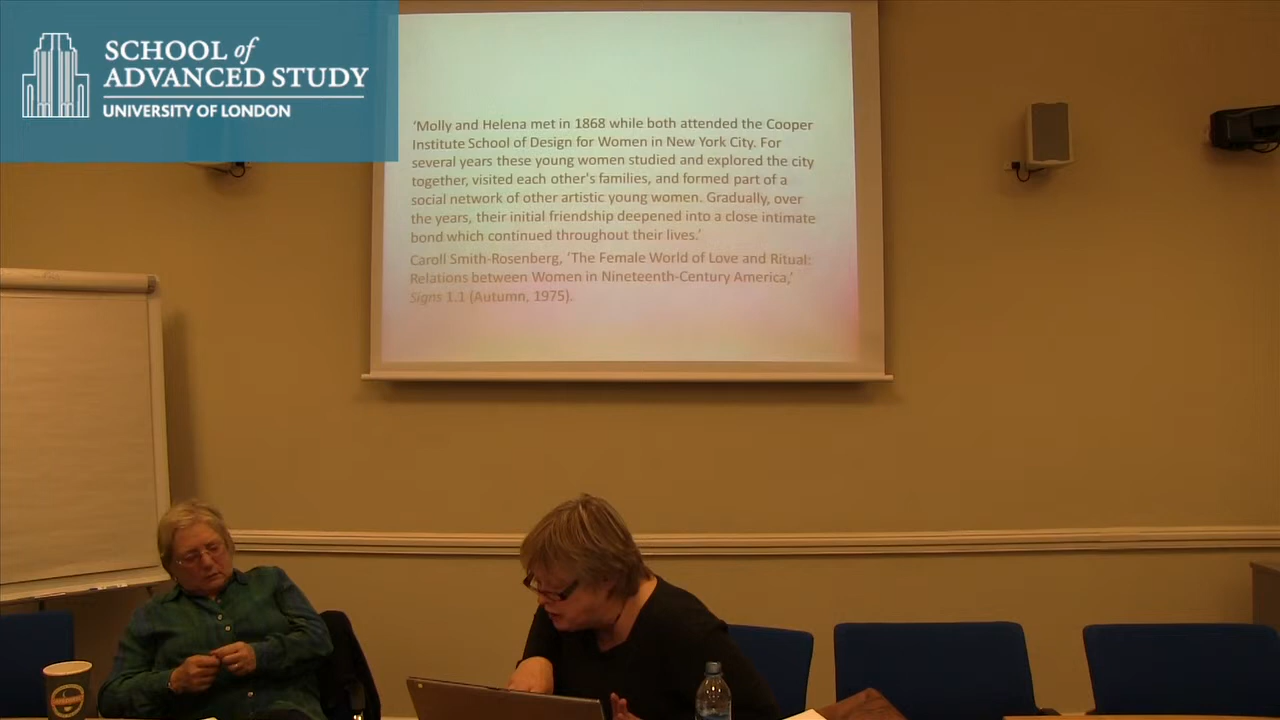 SCHOOL of
ADVANCED STUDY
UNIVERSITY OF LONDON
‘Molly and Helena met in 1868 while both attended the Cooper
Institute School of Design for Women in New York City. For
several years these young women studied and explored the city
together, visited each other's families, and formed part of a
social network of other artistic young women. Gradually, over
the years, their initial friendship deepened into a close intimate
bond which continued throughout their lives.’
Caroll Smith-Rosenberg, ‘The Female World of Love and Ritual:
Relations between Women in Nineteenth-Century America,’
Signs 1.1 (Autumn, 1975).